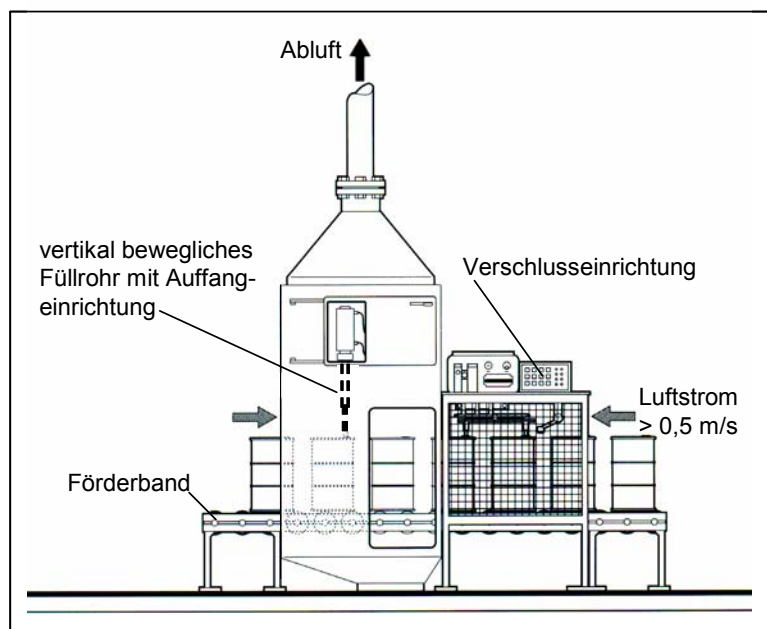 Abluft
vertikal bewegliches
Füllrohr mit Auffang-
einrichtung
Verschlusseinrichtung
Luftstrom
> 0,5 m/s
Förderband